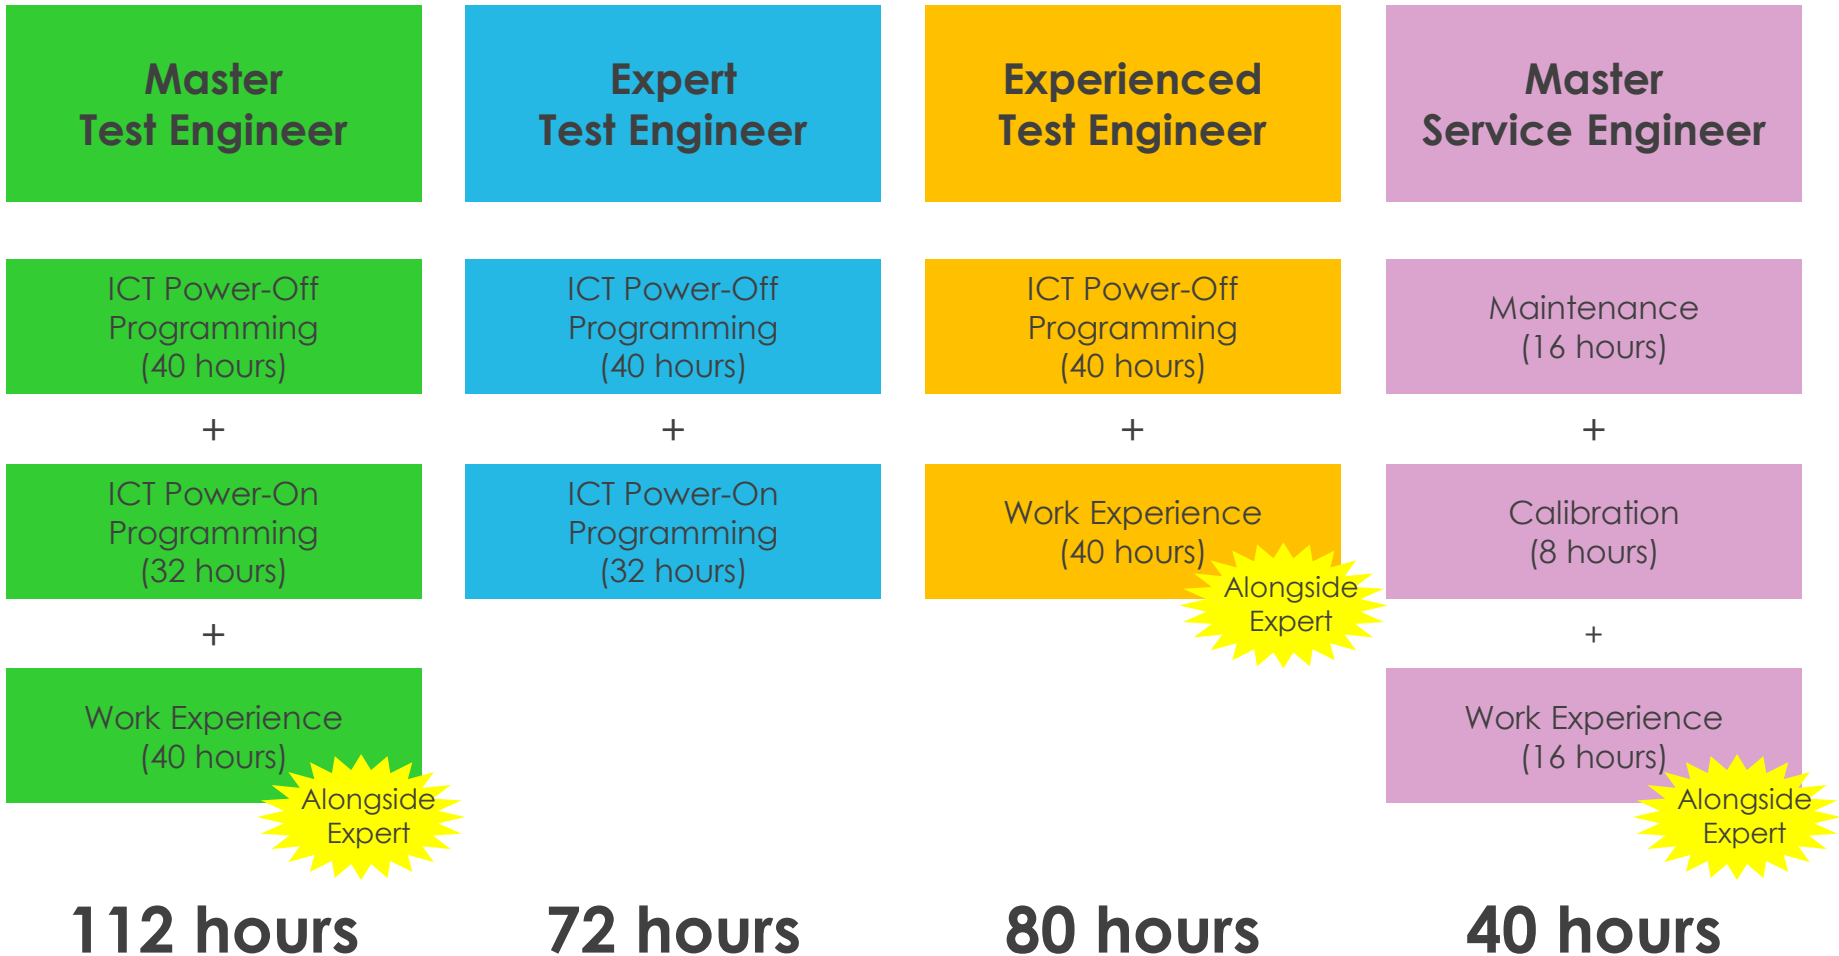 Master
Test Engineer
Expert
Test Engineer
Experienced
Test Engineer
Master
Service Engineer
ICT Power-Off
Programming
(40 hours)
ICT Power-Off
Programming
(40 hours)
ICT Power-Off
Programming
(40 hours)
Maintenance
(16 hours)
+
+
+
+
ICT Power-On
Programming
(32 hours)
ICT Power-On
Programming
(32 hours)
Work Experience
(40 hours)
Alongside
Expert
Calibration
(8 hours)
+
+
Work Experience
(40 hours)
Alongside
Expert
Work Experience
(16 hours)
Alongside
Expert
112 hours
72 hours
80 hours
40 hours